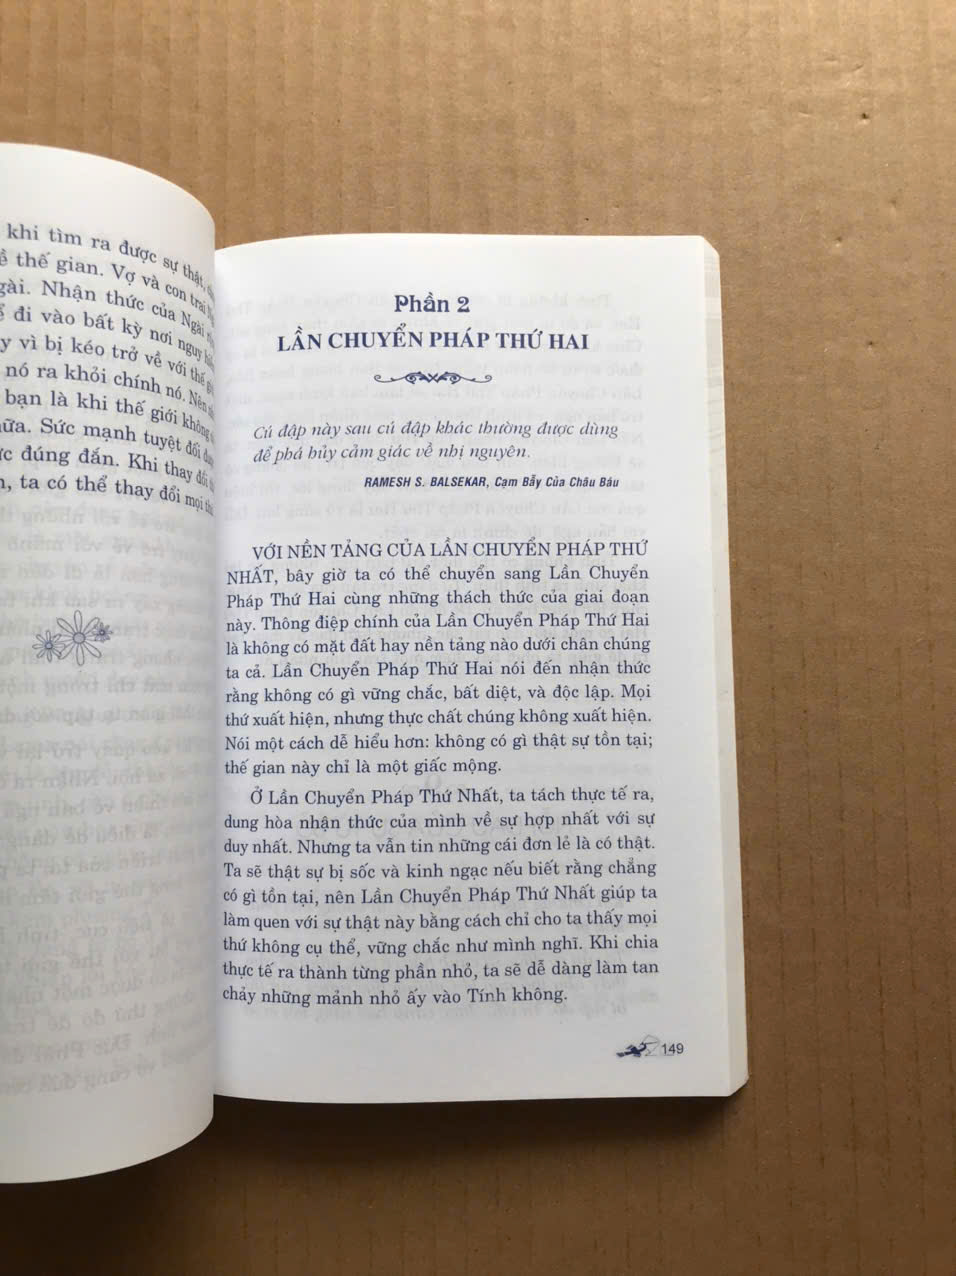 khi tìm ra được sự thật,
thế gian. Vợ và con trai
Nhận thức của Ngài
đi vào bất kỳ nơi nguy
vì bị kéo trở về với thế
nó ra khỏi chính nó. Nên
bạn là khi thế giới không
Sức mạnh tuyệt đối
đúng đắn. Khi thay đổi
ta có thể thay đổi mọi
Phần 2
LẦN CHUYỂN PHÁP THỨ HAI
Cú đập này sau cú đập khác thường được dùng
để phá hủy cảm giác về nhị nguyên.
RAMESH S. BALSEKAR, Cạm Bẫy Của Châu Báu
VỚI NỀN TẢNG CỦA LẦN CHUYỂN PHÁP THỨ
NHẤT, bây giờ ta có thể chuyển sang Lần Chuyển
Pháp Thứ Hai cùng những thách thức của giai đoạn
này. Thông điệp chính của Lần Chuyển Pháp Thứ Hai
là không có mặt đất hay nền tảng nào dưới chân chúng
ta cả. Lần Chuyển Pháp Thứ Hai nói đến nhận thức
rằng không có gì vững chắc, bất diệt, và độc lập. Mọi
thứ xuất hiện, nhưng thực chất chúng không xuất hiện.
Nói một cách dễ hiểu hơn: không có gì thật sự tồn tại;
thế gian này chỉ là một giấc mộng.
Ở Lần Chuyển Pháp Thứ Nhất, ta tách thực tế ra,
dung hòa nhận thức của mình về sự hợp nhất với sự
duy nhất. Nhưng ta vẫn tin những cái đơn lẻ là có thật.
Ta sẽ thật sự bị sốc và kinh ngạc nếu biết rằng chẳng
có gì tồn tại, nên Lần Chuyển Pháp Thứ Nhất giúp ta
làm quen với sự thật này bằng cách chỉ cho ta thấy mọi
thứ không cụ thể, vững chắc như mình nghĩ. Khi chia
thực tế ra thành từng phần nhỏ, ta sẽ dễ dàng làm tan
chảy những mảnh nhỏ ấy vào Tính không.
149